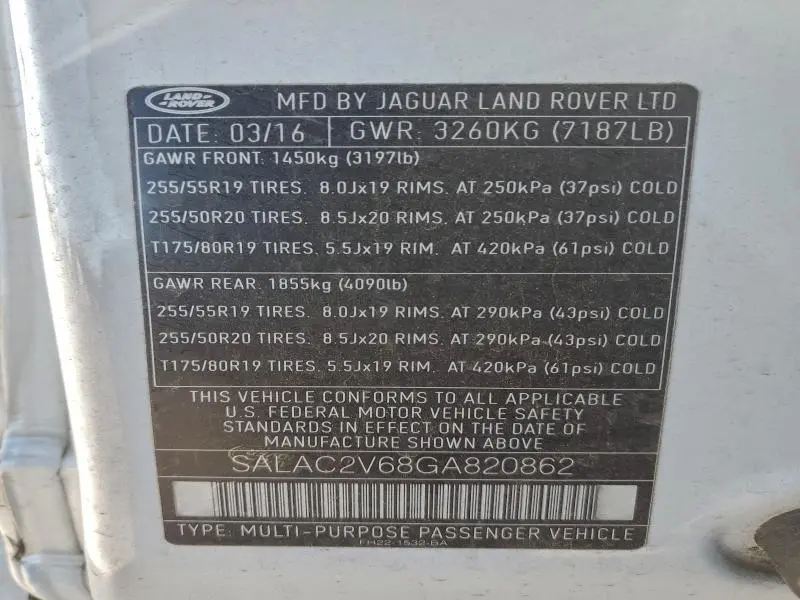 LAND ROVER MFD BY JAGUAR LAND ROVER LTD
DATE: 03/16 GWR: 3260KG (7187LB)
GAWR FRONT: 1450kg (3197lb)
255/55R19 TIRES. 8.0Jx19 RIMS. AT 250kPa (37psi) COLD
255/50R20 TIRES. 8.5Jx20 RIMS. AT 250kPa (37psi) COLD
T175/80R19 TIRES. 5.5Jx19 RIM. AT 420kPa (61psi) COLD
GAWR REAR: 1855kg (4090lb)
255/55R19 TIRES. 8.0Jx19 RIMS. AT 290kPa (43psi) COLD
255/50R20 TIRES. 8.5Jx20 RIMS. AT 290kPa (43psi) COLD
T175/80R19 TIRES. 5.5Jx19 RIM. AT 420kPa (61psi) COLD
THIS VEHICLE CONFORMS TO ALL APPLICABLE
U.S. FEDERAL MOTOR VEHICLE SAFETY
STANDARDS IN EFFECT ON THE DATE OF
MANUFACTURE SHOWN ABOVE
SALAC2V68GA820862
TYPE: MULTI-PURPOSE PASSENGER VEHICLE
FH22-1532-BA